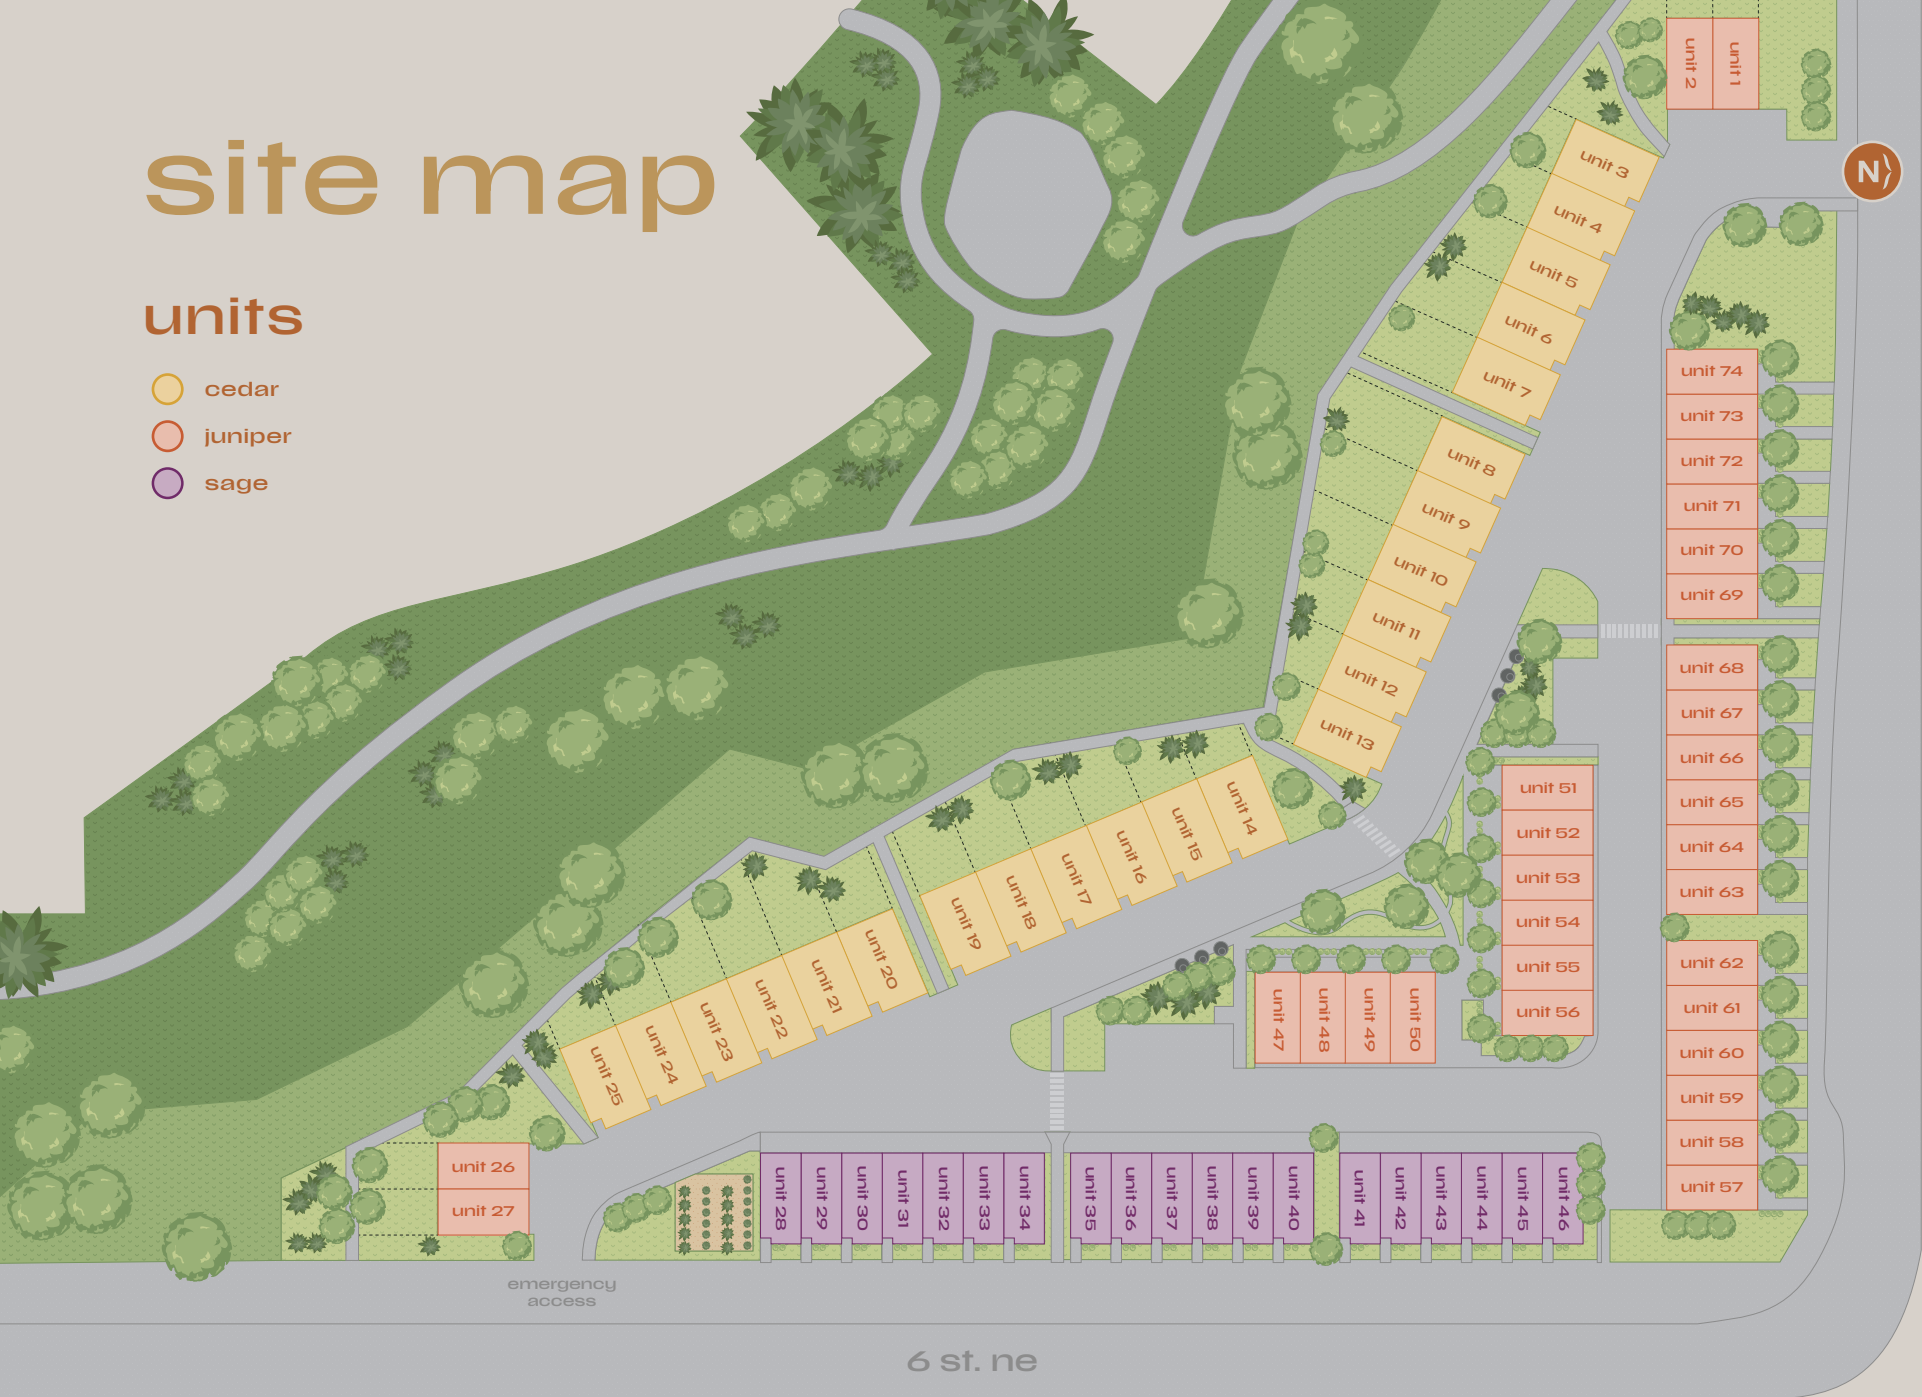 site map
units
cedar
juniper
sage
unit 2
unit 1
N
unit 3
unit 4
unit 5
unit 6
unit 7
unit 8
unit 9
unit 10
unit 11
unit 12
unit 13
unit 14
unit 15
unit 16
unit 17
unit 18
unit 19
unit 20
unit 21
unit 22
unit 23
unit 24
unit 25
unit 26
unit 27
unit 28
unit 29
unit 30
unit 31
unit 32
unit 33
unit 34
unit 35
unit 36
unit 37
unit 38
unit 39
unit 40
unit 41
unit 42
unit 43
unit 44
unit 45
unit 46
unit 47
unit 48
unit 49
unit 50
unit 51
unit 52
unit 53
unit 54
unit 55
unit 56
unit 74
unit 73
unit 72
unit 71
unit 70
unit 69
unit 68
unit 67
unit 66
unit 65
unit 64
unit 63
unit 62
unit 61
unit 60
unit 59
unit 58
unit 57
emergency
access
6 st. ne